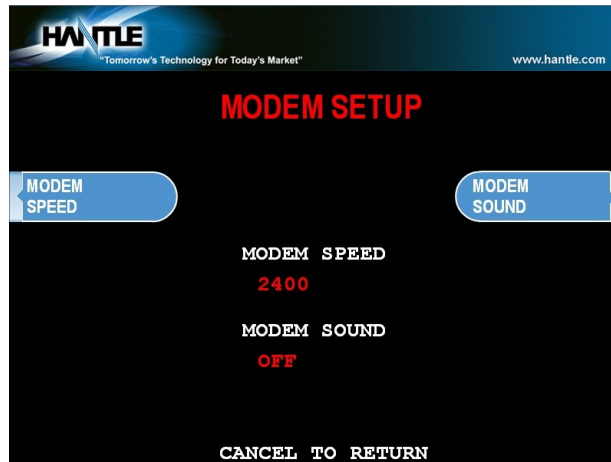 HANTLE
"Tomorrow's Technology for Today's Market"
www.hantle.com
MODEM SETUP
MODEM
SPEED
MODEM
SOUND
MODEM SPEED
2400
MODEM SOUND
OFF
CANCEL TO RETURN